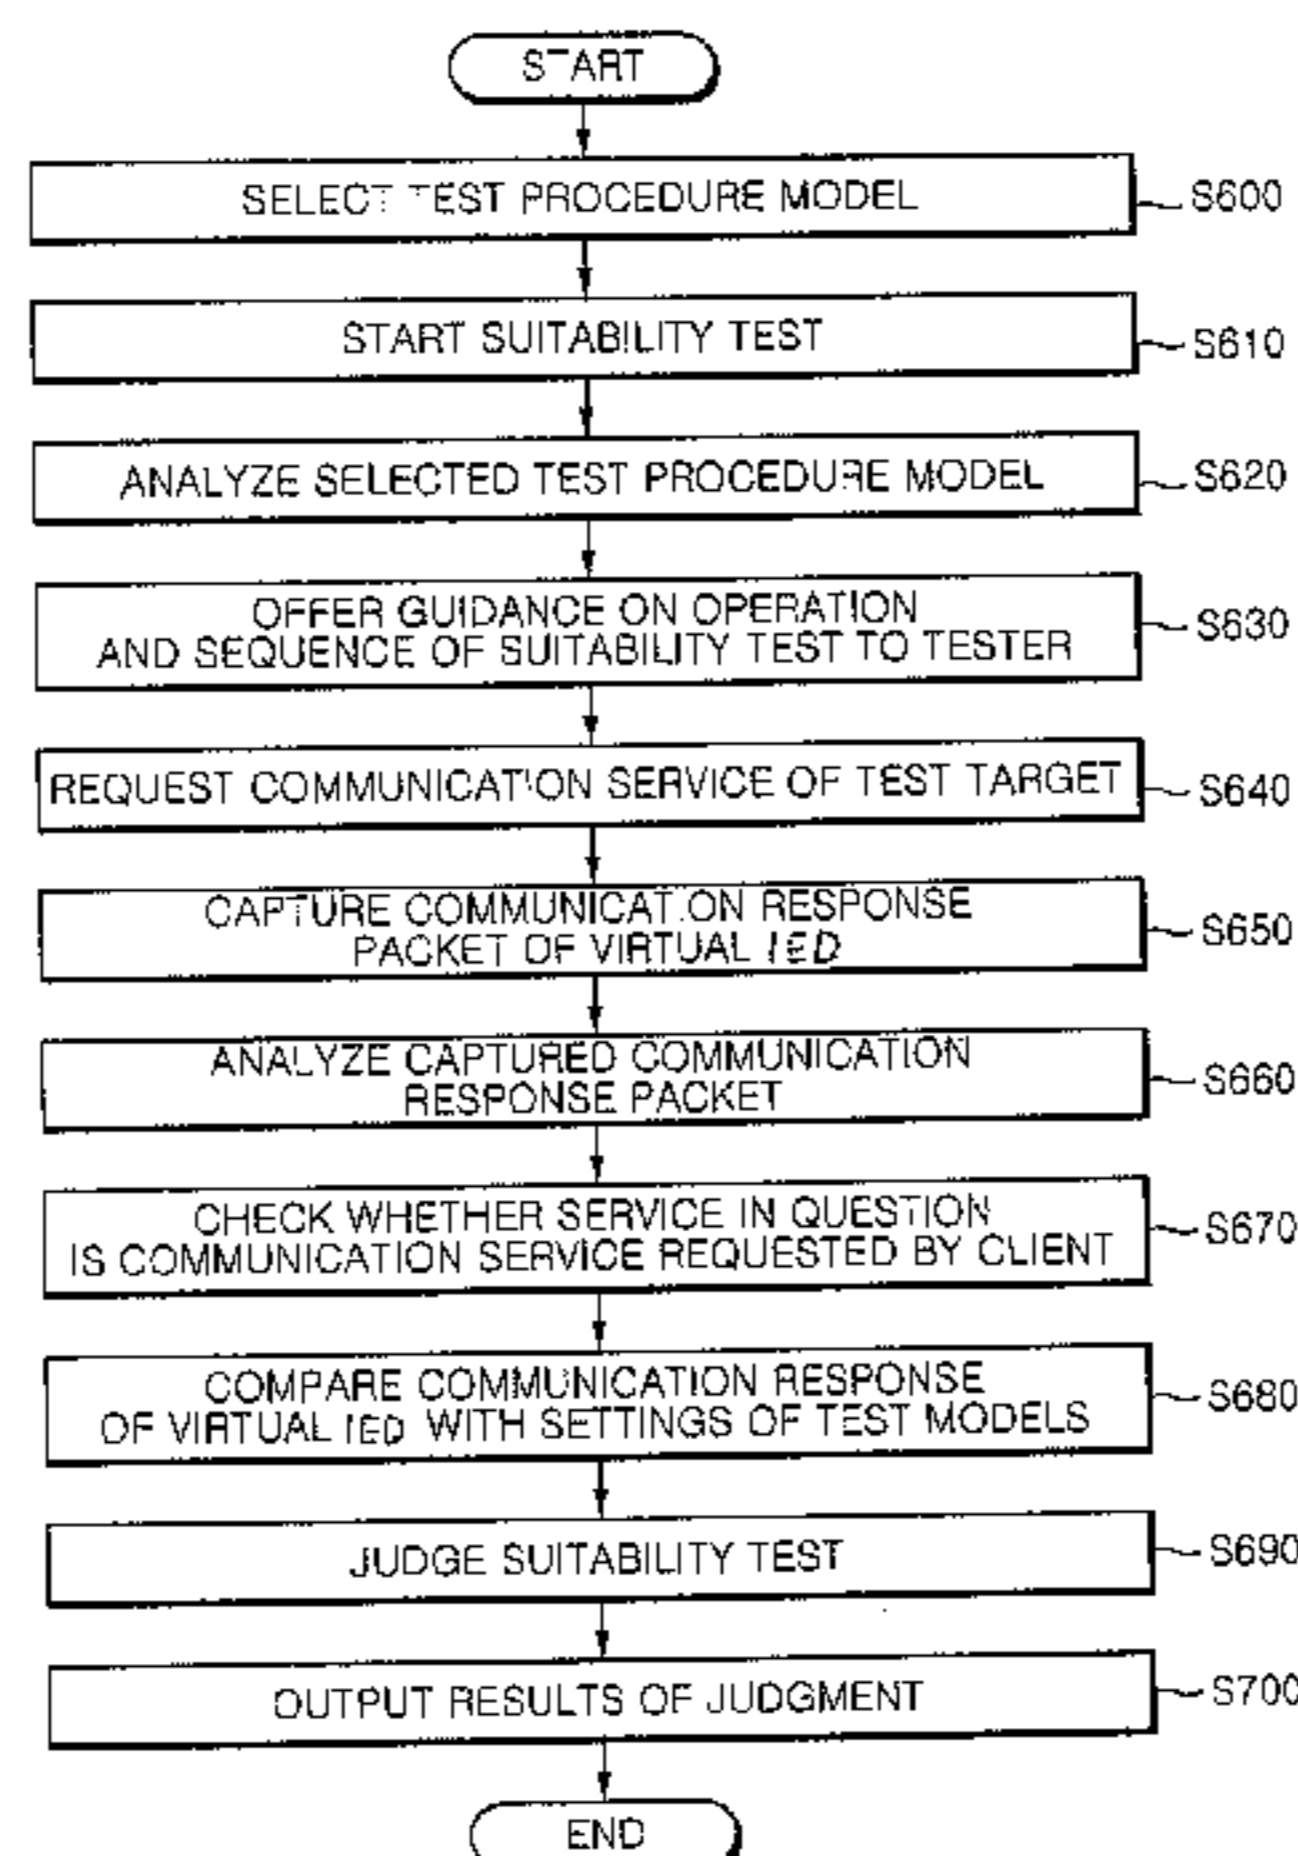 START
SELECT TEST PROCEDURE MODEL
S600
START SUITABILITY TEST
S610
ANALYZE SELECTED TEST PROCEDURE MODEL
S620
OFFER GUIDANCE ON OPERATION
AND SEQUENCE OF SUITABILITY TEST TO TESTER
S630
REQUEST COMMUNICATION SERVICE OF TEST TARGET
S640
CAPTURE COMMUNICATION RESPONSE
PACKET OF VIRTUAL IED
S650
ANALYZE CAPTURED COMMUNICATION
RESPONSE PACKET
S660
CHECK WHETHER SERVICE IN QUESTION
IS COMMUNICATION SERVICE REQUESTED BY CLIENT
S670
COMPARE COMMUNICATION RESPONSE
OF VIRTUAL IED WITH SETTINGS OF TEST MODELS
S680
JUDGE SUITABILITY TEST
S690
OUTPUT RESULTS OF JUDGMENT
S700
END